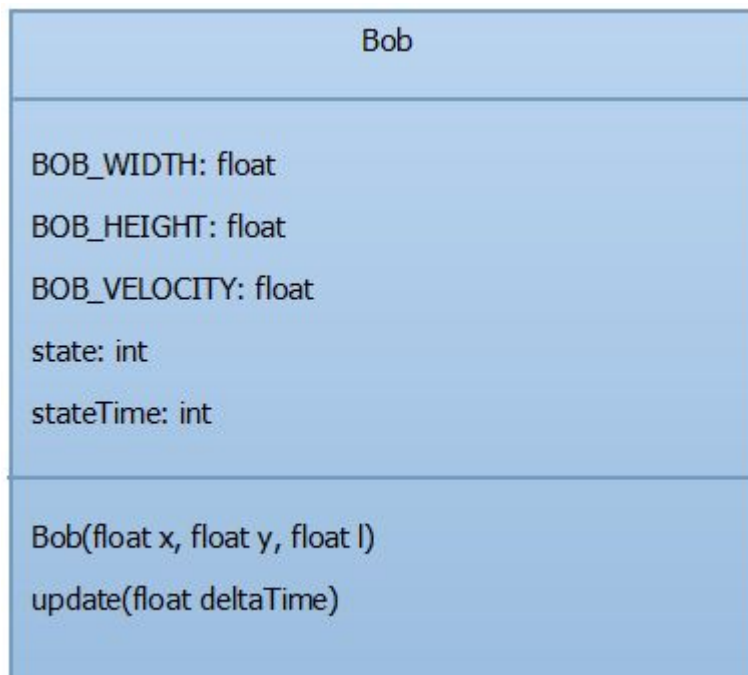 Bob
BOB_WIDTH: float
BOB_HEIGHT: float
BOB_VELOCITY: float
state: int
stateTime: int
Bob(float x, float y, float l)
update(float deltaTime)